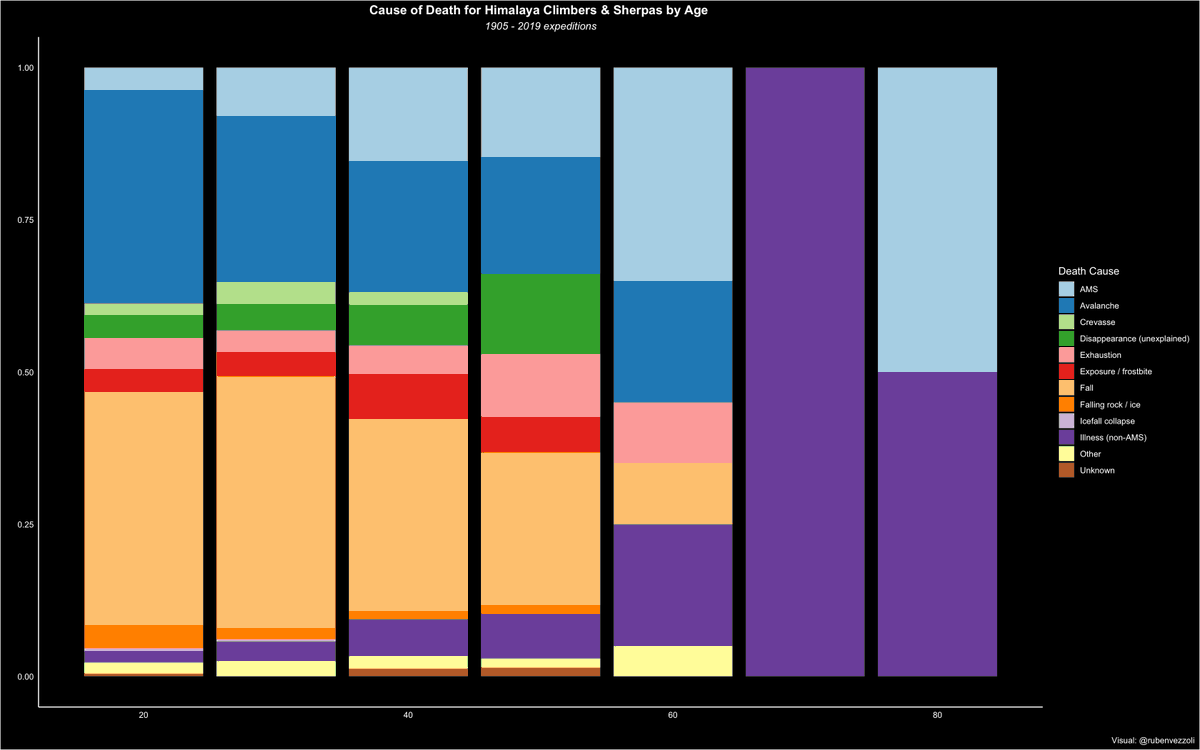 Cause of Death for Himalaya Climbers & Sherpas by Age
1905 - 2019 expeditions
1.00
0.75
0.50
0.25
0.00
20
40
60
80
Death Cause
AMS
Avalanche
Crevasse
Disappearance (unexplained)
Exhaustion
Exposure / frostbite
Fall
Falling rock / ice
Icefall collapse
Illness (non-AMS)
Other
Unknown
Visual: @rubenvezzoli